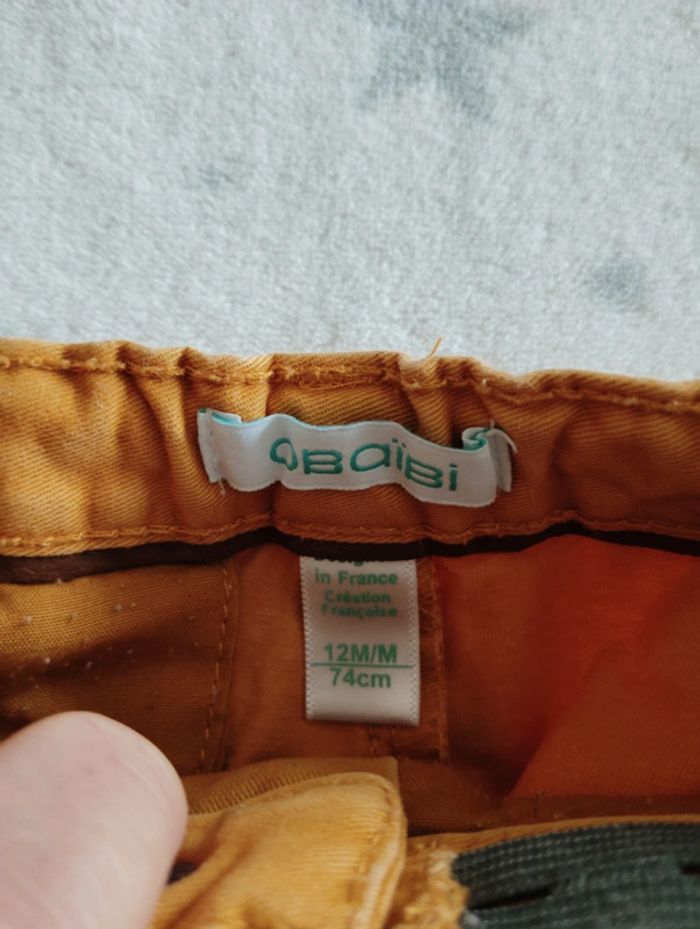 obaïbi
in France
Création
Française
12M/M
74cm